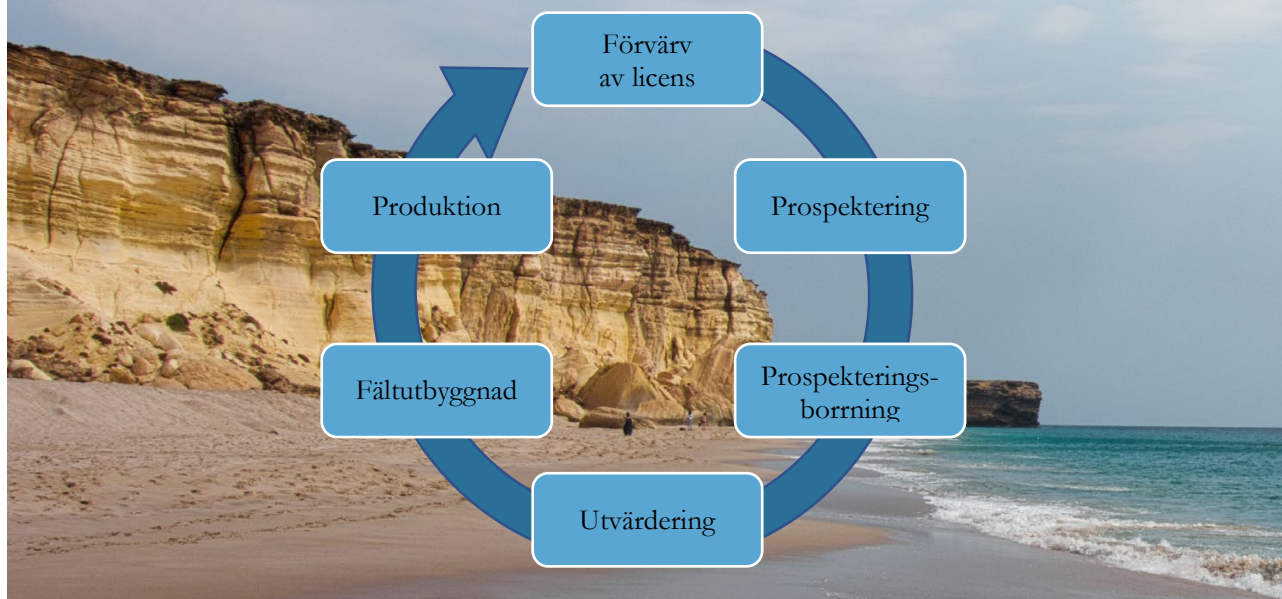 Förvärv
av licens
Prospektering
Prospekterings-
borrning
Utvärdering
Fältutbyggnad
Produktion